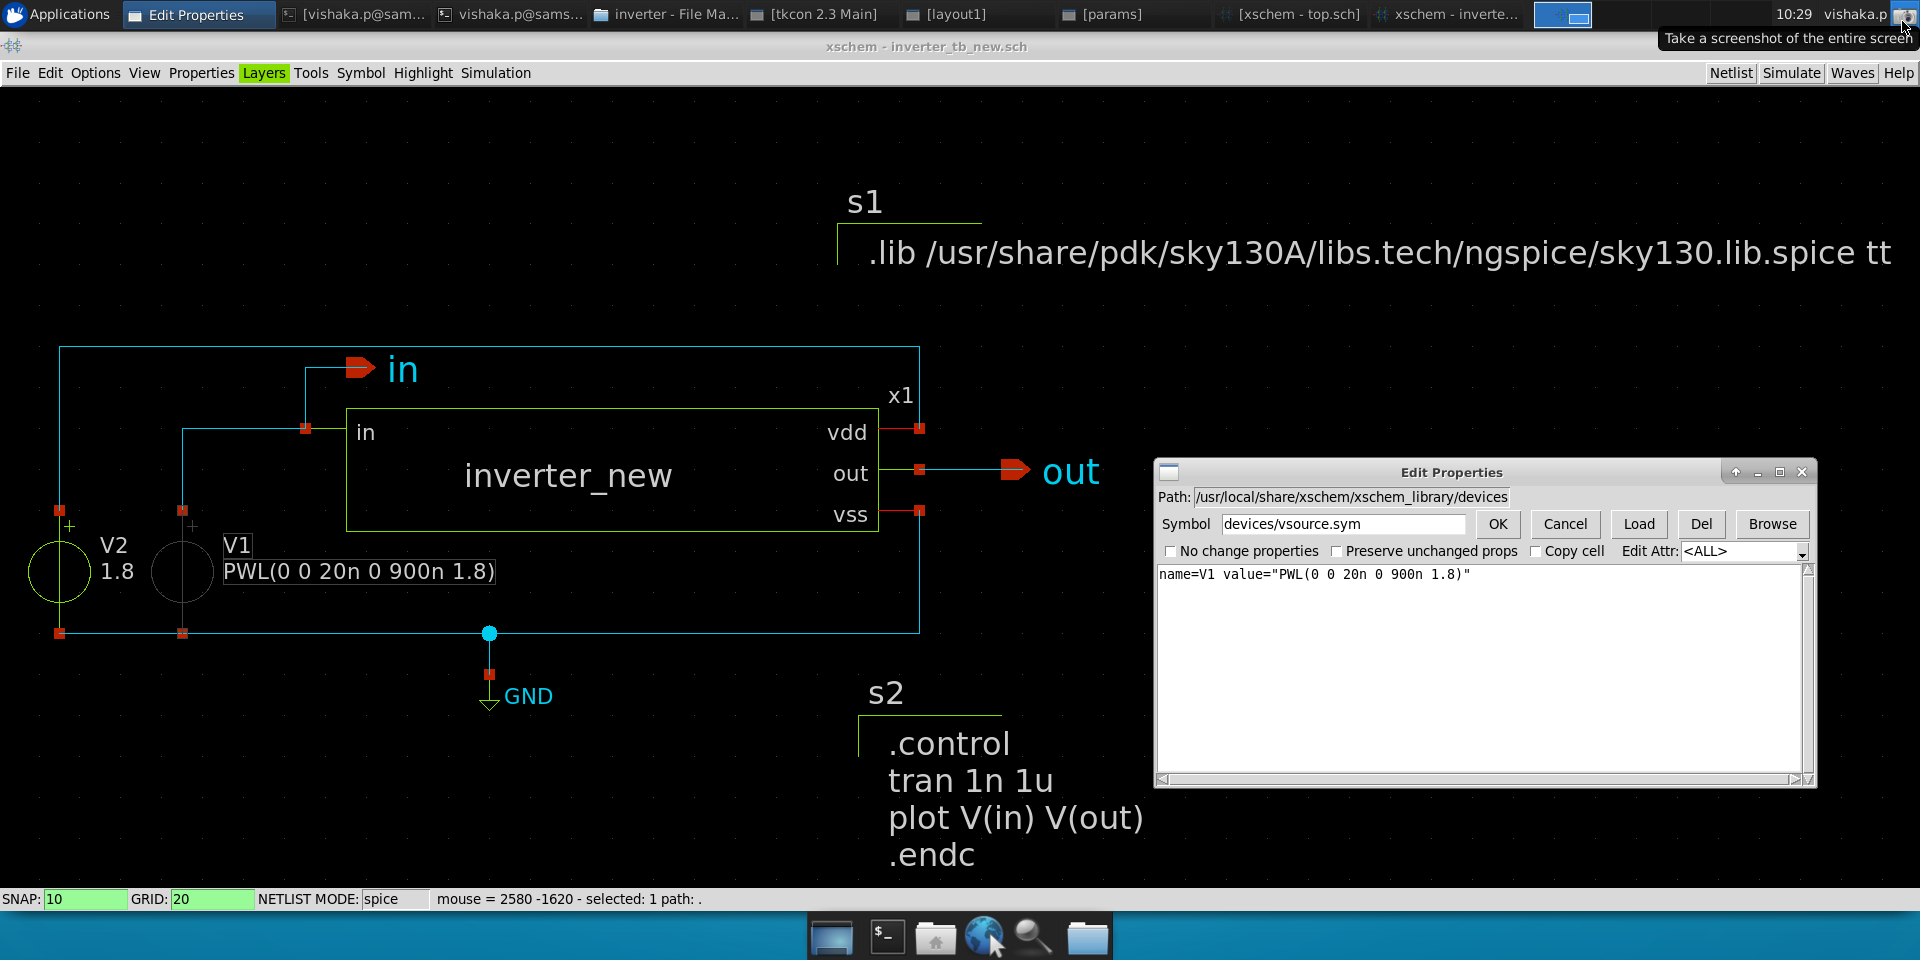 Applications
Edit Properties
[vishaka.p@sam...
vishaka.p@sams...
inverter - File Ma...
[tkcon 2.3 Main]
[layout1]
[params]
[xschem - top.sch]
xschem - inverte...
10:29
vishaka.p
Take a screenshot of the entire screen
xschem - inverter_tb_new.sch
File Edit Options View Properties Layers Tools Symbol Highlight Simulation
Netlist Simulate Waves Help
s1
.lib /usr/share/pdk/sky130A/libs.tech/ngspice/sky130.lib.spice tt
in
x1
in
vdd
inverter_new
out
out
vss
V2
1.8
V1
PWL(0 0 20n 0 900n 1.8)
GND
Edit Properties
Path: /usr/local/share/xschem/xschem_library/devices
Symbol devices/vsource.sym OK Cancel Load Del Browse
No change properties Preserve unchanged props Copy cell Edit Attr: <ALL>
name=V1 value="PWL(0 0 20n 0 900n 1.8)"
s2
.control
tran 1n 1u
plot V(in) V(out)
.endc
SNAP: 10 GRID: 20 NETLIST MODE: spice mouse = 2580 -1620 - selected: 1 path: .
$_